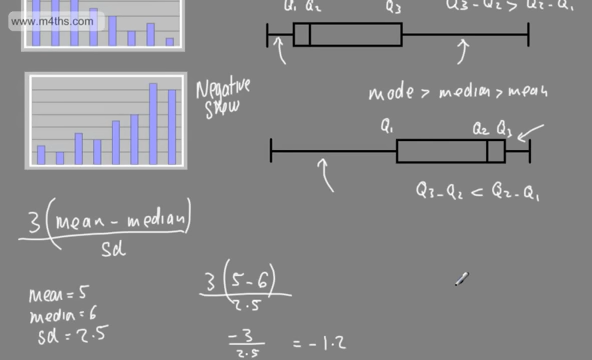 www.m4ths.com
Q₁ Q₂ Q₃ Q₃-Q₂ > Q₂-Q₁
Negative
Skew
mode > median > mean
Q₁ Q₂ Q₃
Q₃-Q₂ < Q₂-Q₁
3(mean - median)
sd
mean = 5
median = 6
sd = 2.5
3(5-6)
2.5
-3
2.5
= -1.2